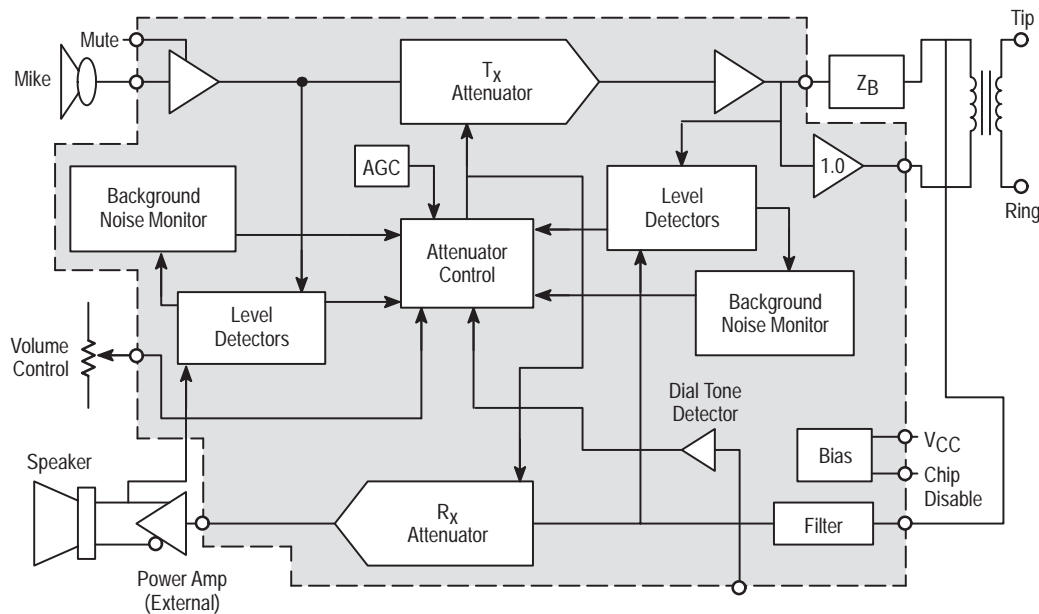 Mute
Mike
Tx
Attenuator
ZB
Tip
1.0
AGC
Background
Noise Monitor
Level
Detectors
Ring
Attenuator
Control
Level
Detectors
Background
Noise Monitor
Volume
Control
Dial Tone
Detector
Speaker
Bias
VCC
Chip
Disable
Rx
Attenuator
Filter
Power Amp
(External)